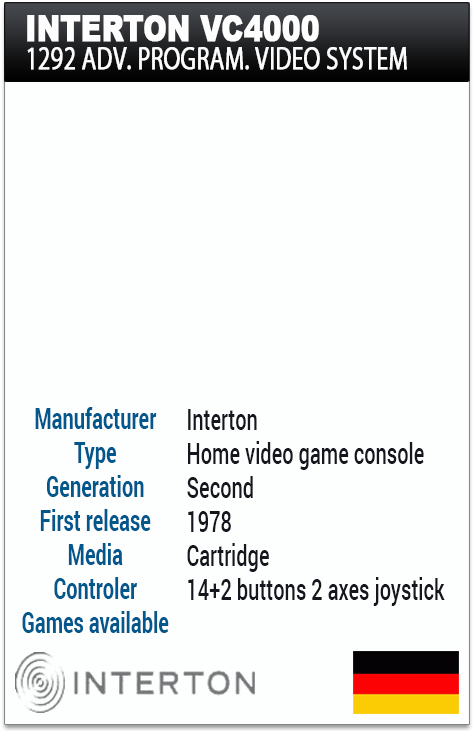 INTERTON VC4000
1292 ADV. PROGRAM. VIDEO SYSTEM
Manufacturer Interton
Type Home video game console
Generation Second
First release 1978
Media Cartridge
Controler 14+2 buttons 2 axes joystick
Games available
INTERTON